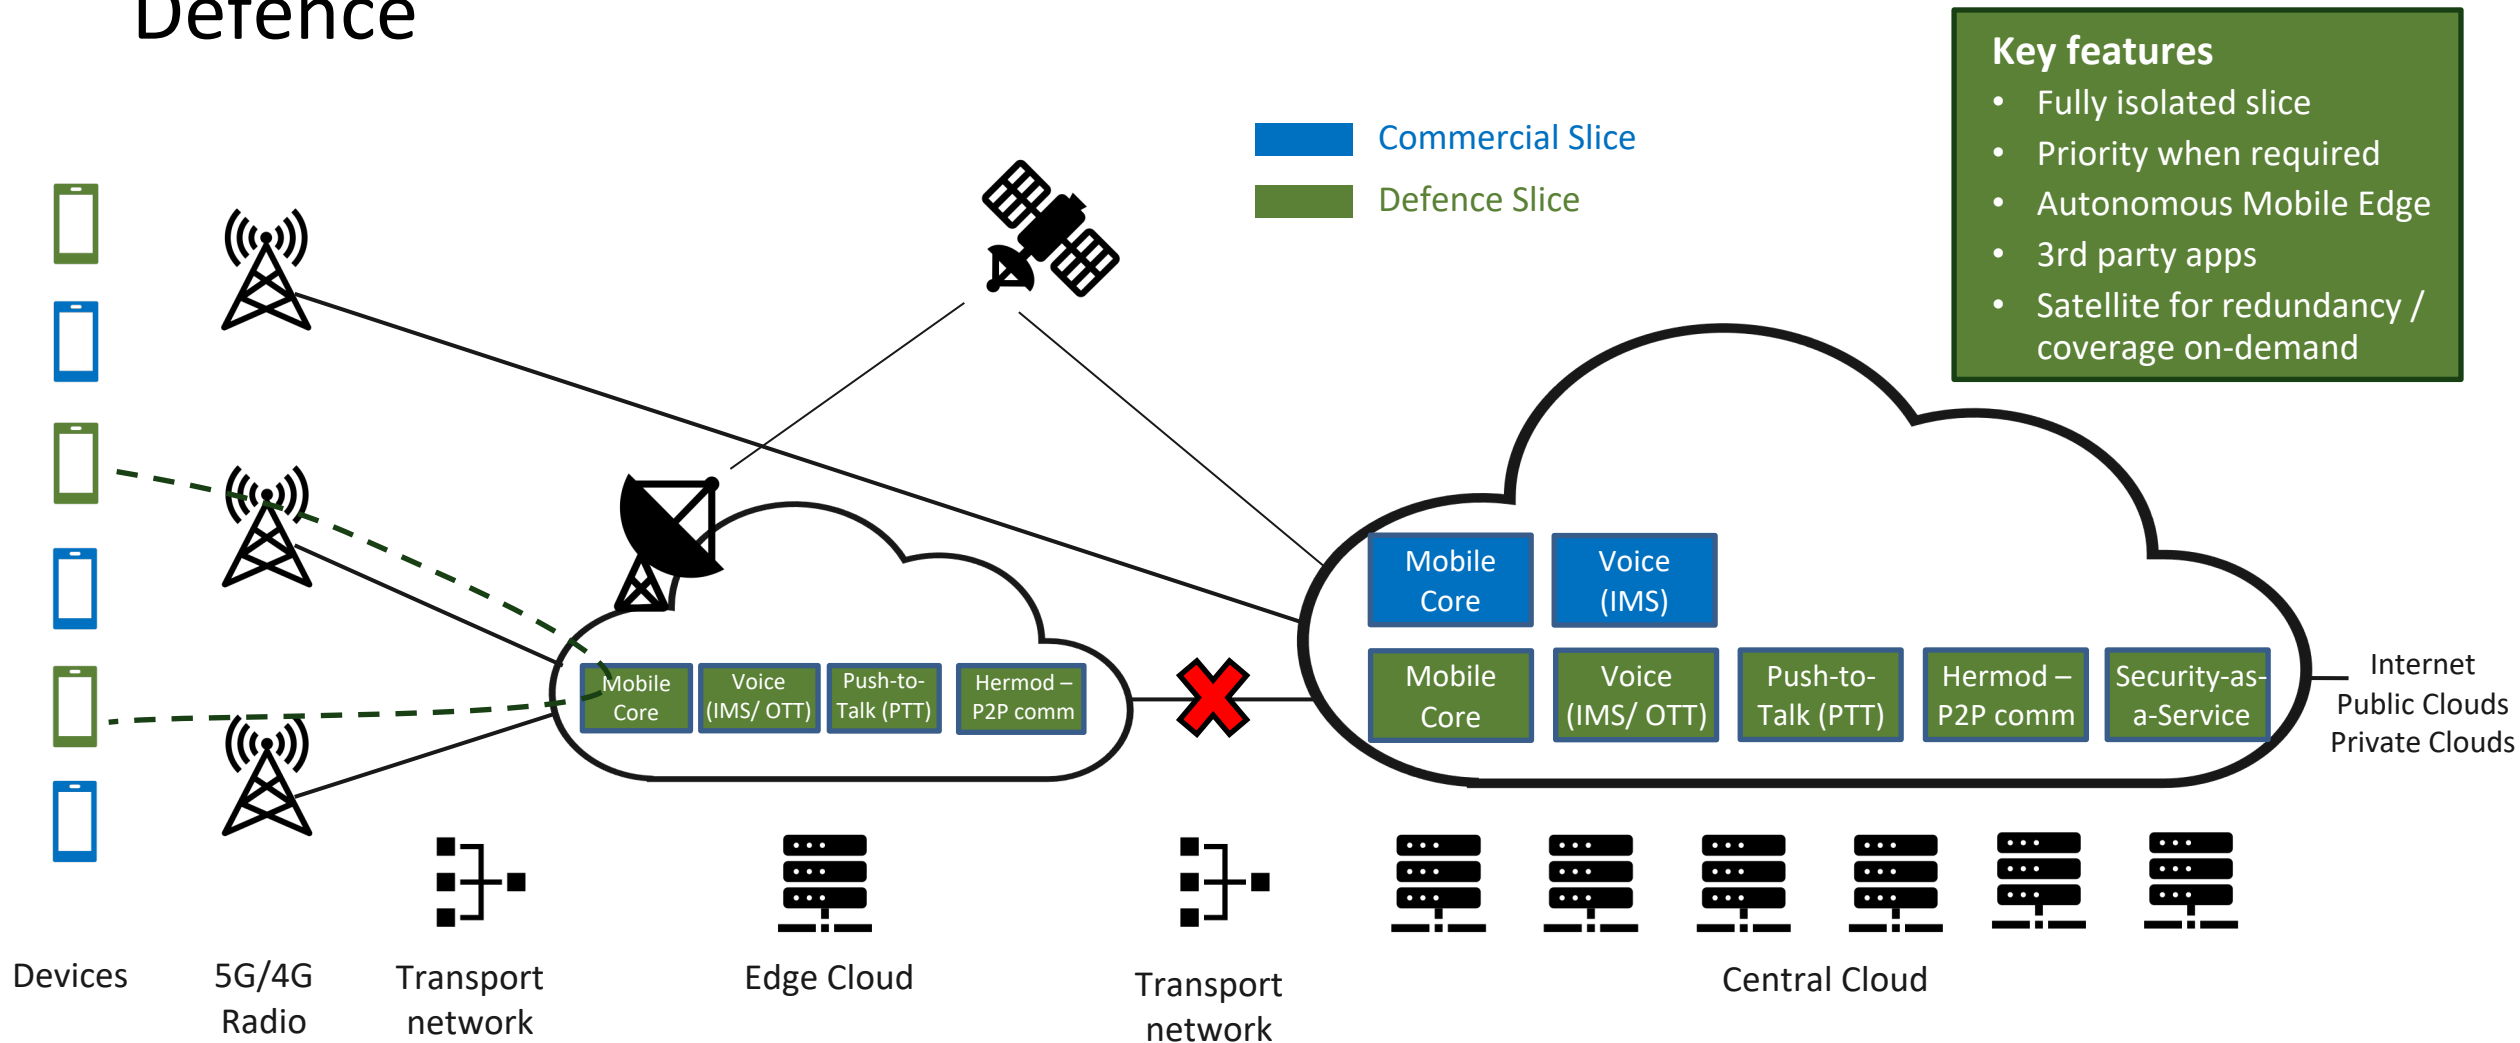 Defence
Key features
• Fully isolated slice
• Priority when required
• Autonomous Mobile Edge
• 3rd party apps
• Satellite for redundancy /
coverage on-demand
Commercial Slice
Defence Slice
Mobile
Core
Voice
(IMS)
Mobile
Core
Voice
(IMS/ OTT)
Push-to-
Talk (PTT)
Hermod –
P2P comm
Mobile
Core
Voice
(IMS/ OTT)
Push-to-
Talk (PTT)
Hermod –
P2P comm
Security-as-
a-Service
Internet
Public Clouds
Private Clouds
Devices
5G/4G
Radio
Transport
network
Edge Cloud
Transport
network
Central Cloud